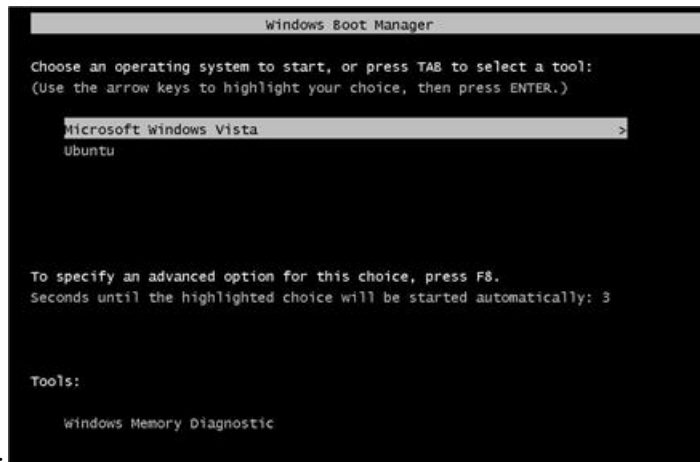 Windows Boot Manager
Choose an operating system to start, or press TAB to select a tool:
(Use the arrow keys to highlight your choice, then press ENTER.)
Microsoft Windows Vista >
Ubuntu
To specify an advanced option for this choice, press F8.
Seconds until the highlighted choice will be started automatically: 3
Tools:
Windows Memory Diagnostic